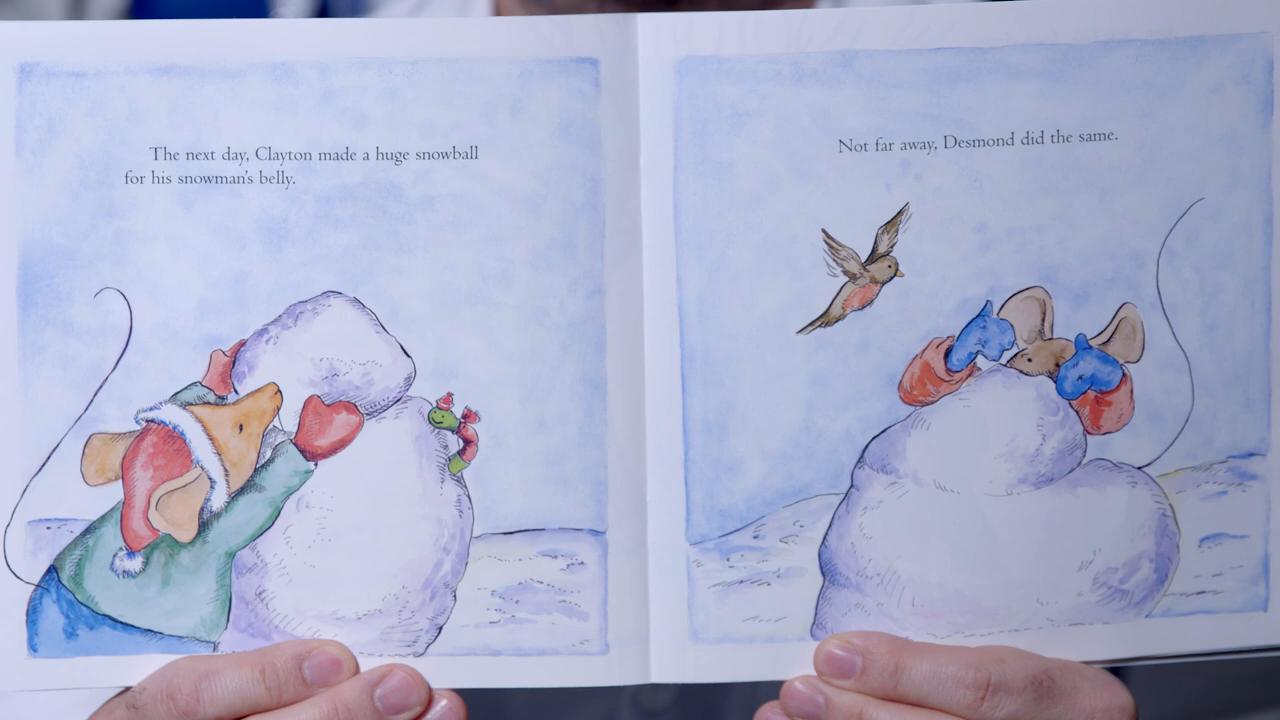 The next day, Clayton made a huge snowball
for his snowman's belly.
Not far away, Desmond did the same.